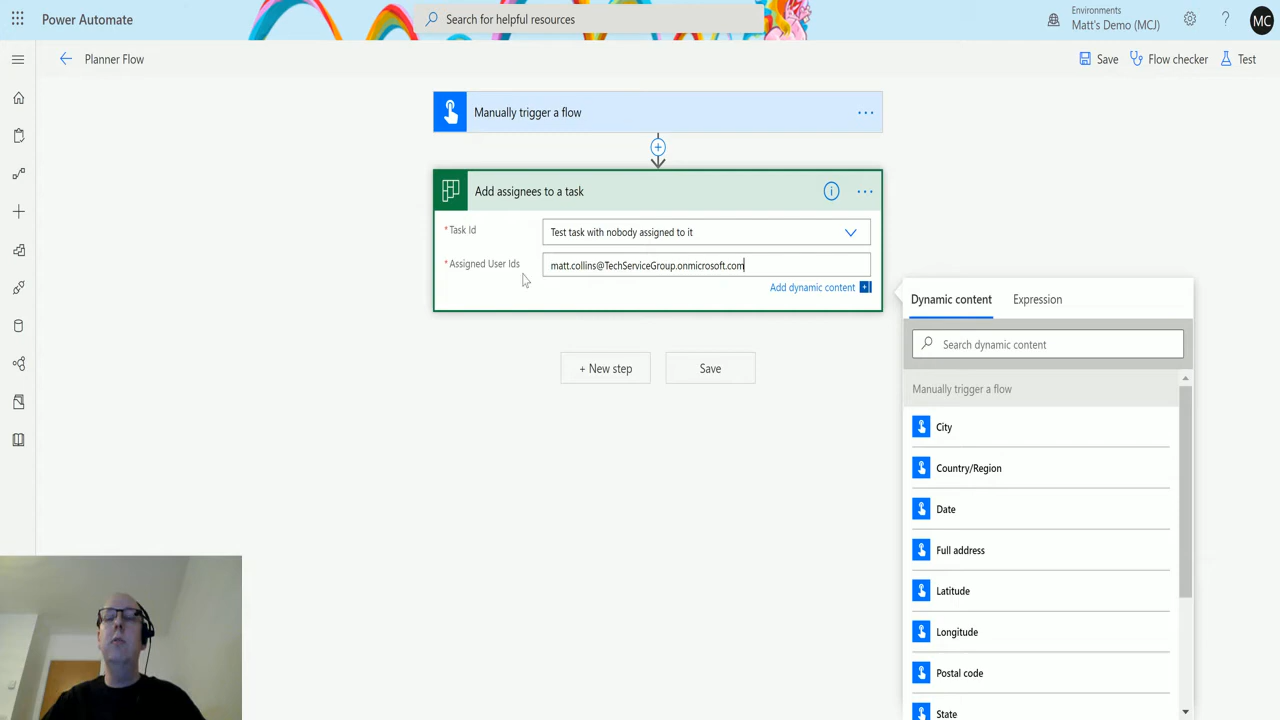 Power Automate
Search for helpful resources
Environments
Matt's Demo (MCJ)
?
MC
Planner Flow
Save
Flow checker
Test
Manually trigger a flow
Add assignees to a task
* Task Id
Test task with nobody assigned to it
* Assigned User Ids
matt.collins@TechServiceGroup.onmicrosoft.com
Add dynamic content
+ New step
Save
Dynamic content
Expression
Search dynamic content
Manually trigger a flow
City
Country/Region
Date
Full address
Latitude
Longitude
Postal code
State